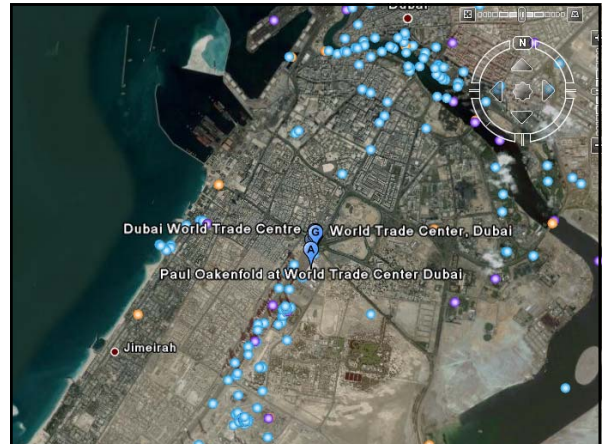 Dubai
N
Dubai World Trade Centre
G
World Trade Center, Dubai
A
Paul Oakenfold at World Trade Center Dubai
Jimeirah